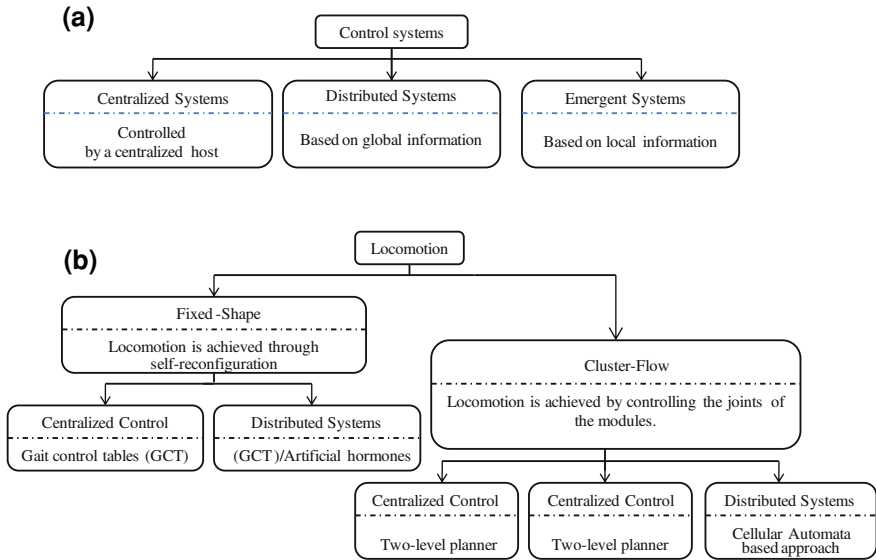 (a)
Control systems
Centralized Systems
Controlled
by a centralized host
Distributed Systems
Based on global information
Emergent Systems
Based on local information
(b)
Locomotion
Fixed -Shape
Locomotion is achieved through
self-reconfiguration
Cluster-Flow
Locomotion is achieved by controlling the joints of
the modules.
Centralized Control
Gait control tables (GCT)
Distributed Systems
(GCT)/Artificial hormones
Centralized Control
Two-level planner
Centralized Control
Two-level planner
Distributed Systems
Cellular Automata
based approach